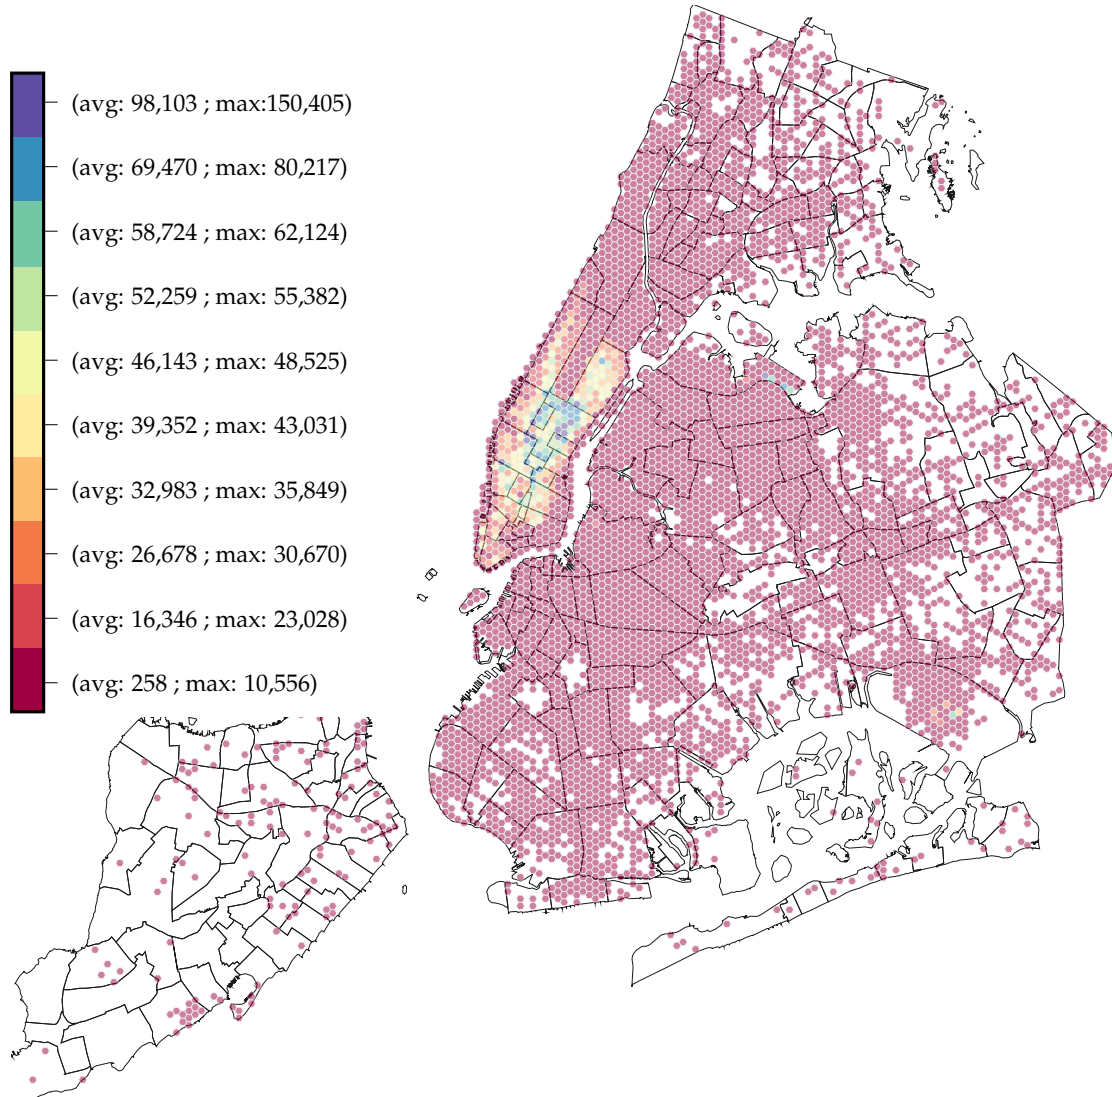 (avg: 98,103 ; max:150,405)
(avg: 69,470 ; max: 80,217)
(avg: 58,724 ; max: 62,124)
(avg: 52,259 ; max: 55,382)
(avg: 46,143 ; max: 48,525)
(avg: 39,352 ; max: 43,031)
(avg: 32,983 ; max: 35,849)
(avg: 26,678 ; max: 30,670)
(avg: 16,346 ; max: 23,028)
(avg: 258 ; max: 10,556)